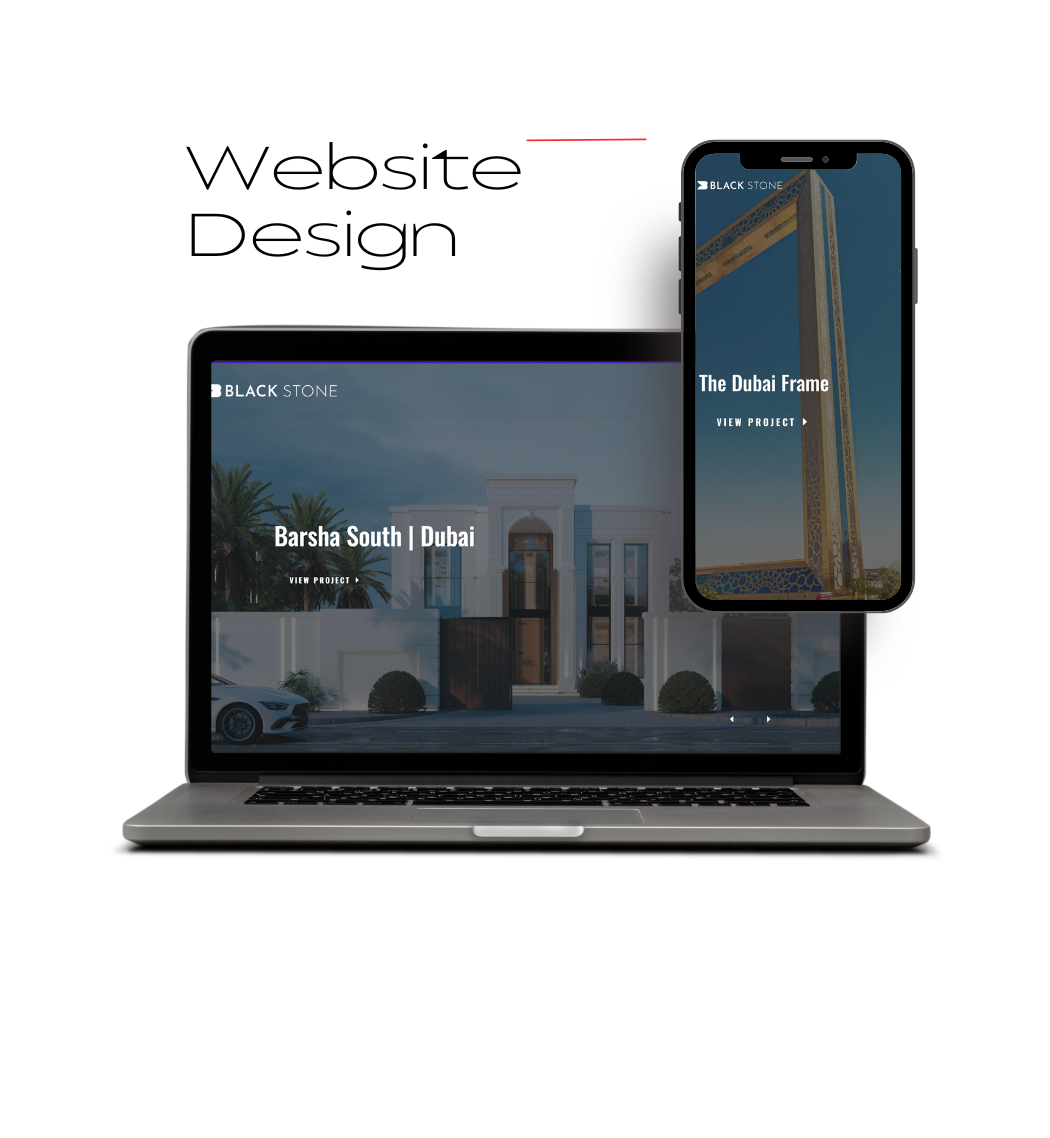 Website
Design
BLACK STONE
The Dubai Frame
VIEW PROJECT
BLACK STONE
Barsha South | Dubai
VIEW PROJECT